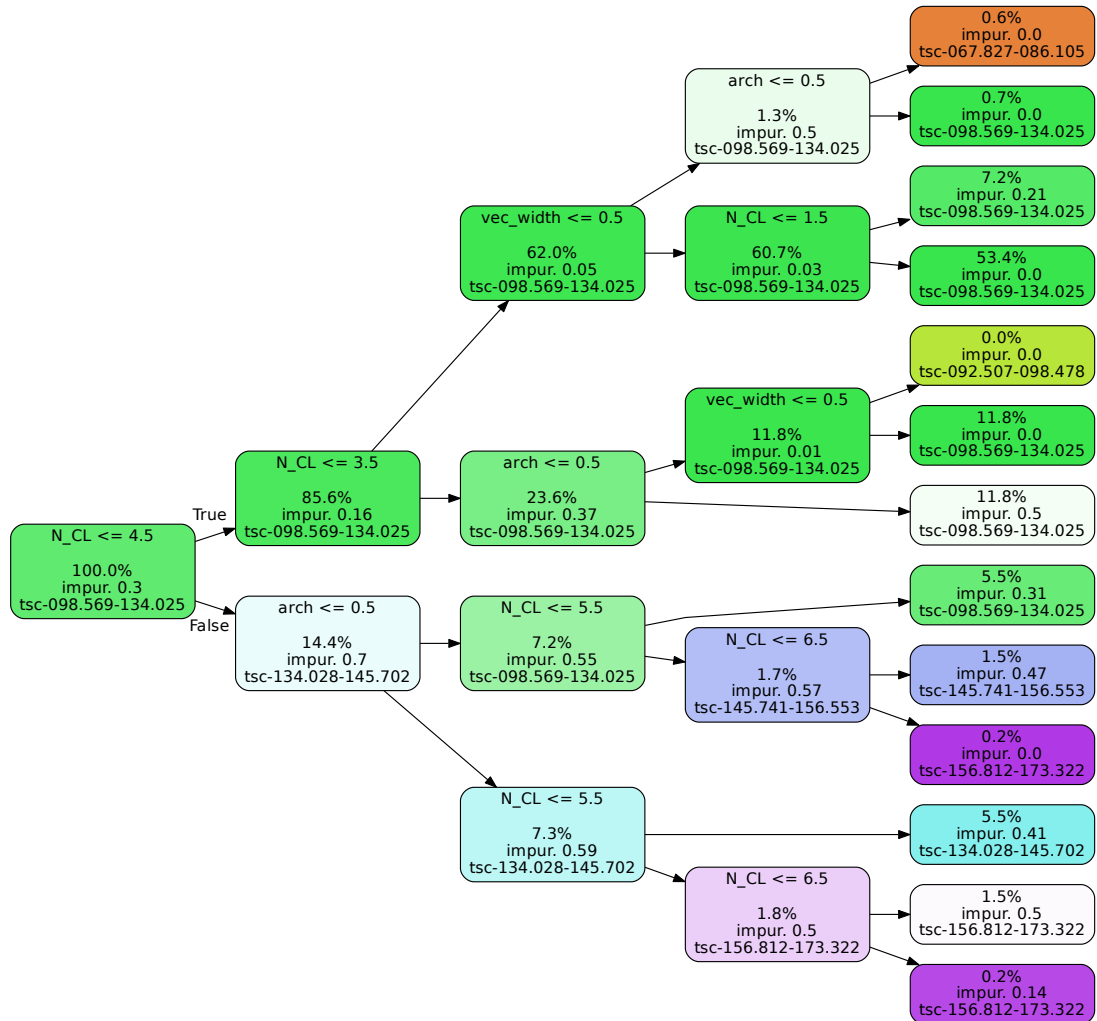 0.6%
impur. 0.0
tsc-067.827-086.105
arch <= 0.5
1.3%
impur. 0.5
tsc-098.569-134.025
0.7%
impur. 0.0
tsc-098.569-134.025
7.2%
impur. 0.21
tsc-098.569-134.025
vec_width <= 0.5
62.0%
impur. 0.05
tsc-098.569-134.025
N_CL <= 1.5
60.7%
impur. 0.03
tsc-098.569-134.025
53.4%
impur. 0.0
tsc-098.569-134.025
0.0%
impur. 0.0
tsc-092.507-098.478
vec_width <= 0.5
11.8%
impur. 0.01
tsc-098.569-134.025
11.8%
impur. 0.0
tsc-098.569-134.025
N_CL <= 3.5
85.6%
impur. 0.16
tsc-098.569-134.025
arch <= 0.5
23.6%
impur. 0.37
tsc-098.569-134.025
11.8%
impur. 0.5
tsc-098.569-134.025
True
N_CL <= 4.5
100.0%
impur. 0.3
tsc-098.569-134.025
False
arch <= 0.5
14.4%
impur. 0.7
tsc-134.028-145.702
N_CL <= 5.5
7.2%
impur. 0.55
tsc-098.569-134.025
5.5%
impur. 0.31
tsc-098.569-134.025
N_CL <= 6.5
1.7%
impur. 0.57
tsc-145.741-156.553
1.5%
impur. 0.47
tsc-145.741-156.553
0.2%
impur. 0.0
tsc-156.812-173.322
N_CL <= 5.5
7.3%
impur. 0.59
tsc-134.028-145.702
5.5%
impur. 0.41
tsc-134.028-145.702
N_CL <= 6.5
1.8%
impur. 0.5
tsc-156.812-173.322
1.5%
impur. 0.5
tsc-156.812-173.322
0.2%
impur. 0.14
tsc-156.812-173.322